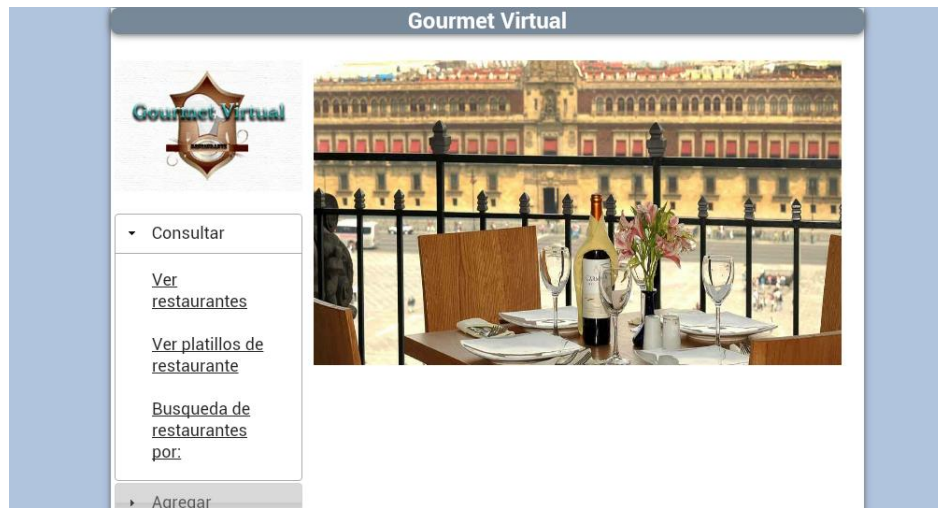 Gourmet Virtual
Gourmet Virtual
Consultar
Ver
restaurantes
Ver platillos de
restaurante
Busqueda de
restaurantes
por:
Agregar